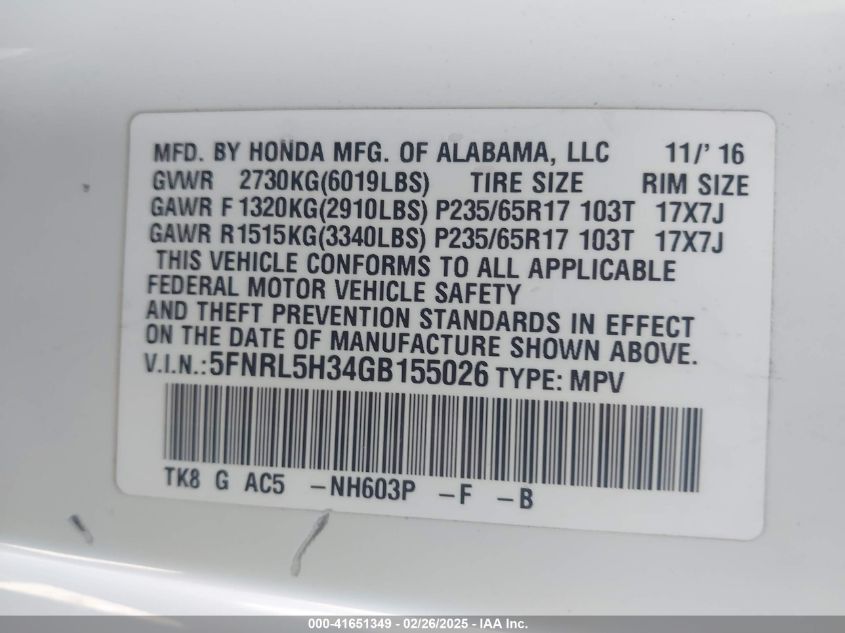 MFD. BY HONDA MFG. OF ALABAMA, LLC 11/' 16
GVWR 2730KG(6019LBS) TIRE SIZE RIM SIZE
GAWR F 1320KG(2910LBS) P235/65R17 103T 17X7J
GAWR R1515KG(3340LBS) P235/65R17 103T 17X7J
THIS VEHICLE CONFORMS TO ALL APPLICABLE
FEDERAL MOTOR VEHICLE SAFETY
AND THEFT PREVENTION STANDARDS IN EFFECT
ON THE DATE OF MANUFACTURE SHOWN ABOVE.
V.I.N.:5FNRL5H34GB155026 TYPE: MPV
TK8 G AC5 -NH603P -F -B
000-41651349 - 02/26/2025 - IAA Inc.